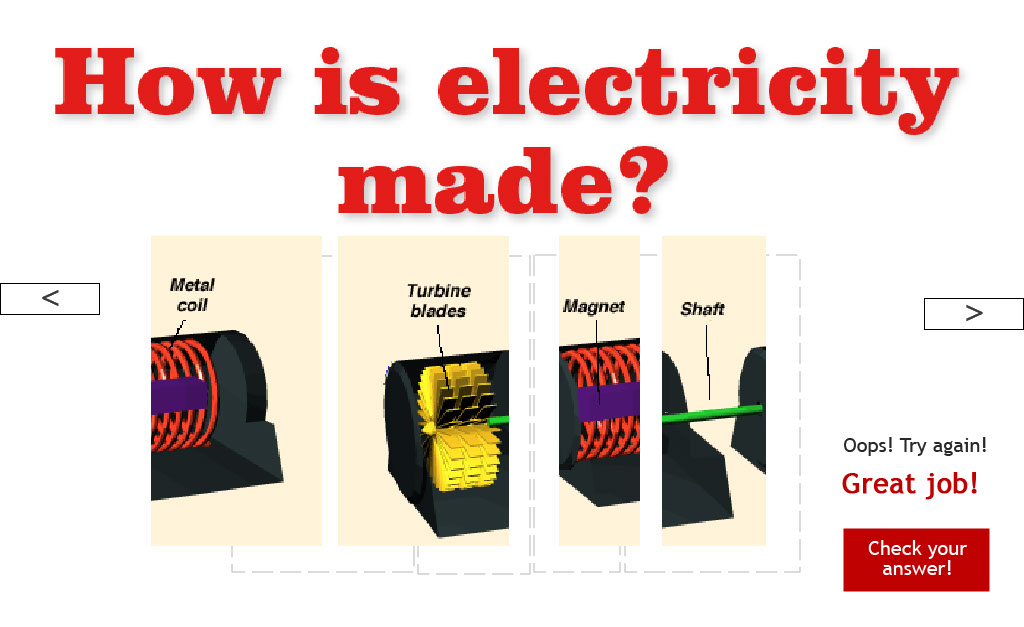 How is electricity
made?
Metal
coil
Turbine
blades
Magnet
Shaft
<
>
Oops! Try again!
Great job!
Check your
answer!